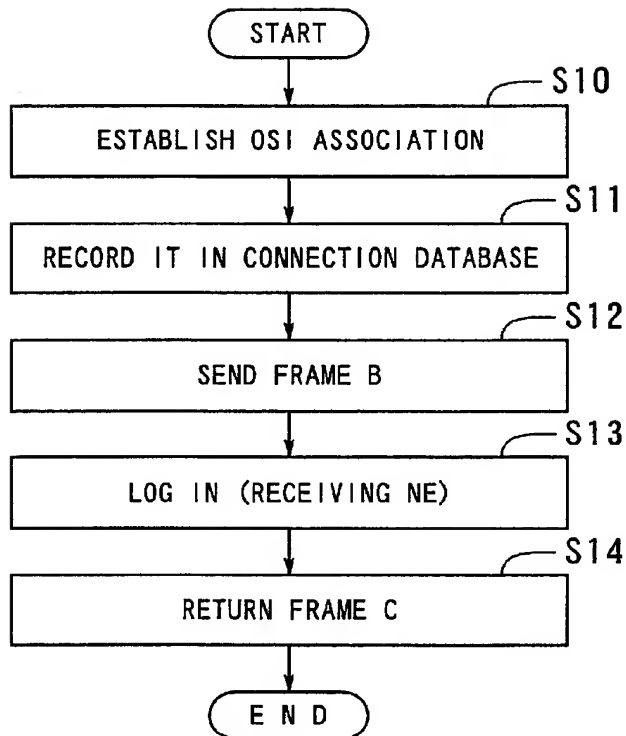 START
S10
ESTABLISH OSI ASSOCIATION
S11
RECORD IT IN CONNECTION DATABASE
S12
SEND FRAME B
S13
LOG IN (RECEIVING NE)
S14
RETURN FRAME C
E N D